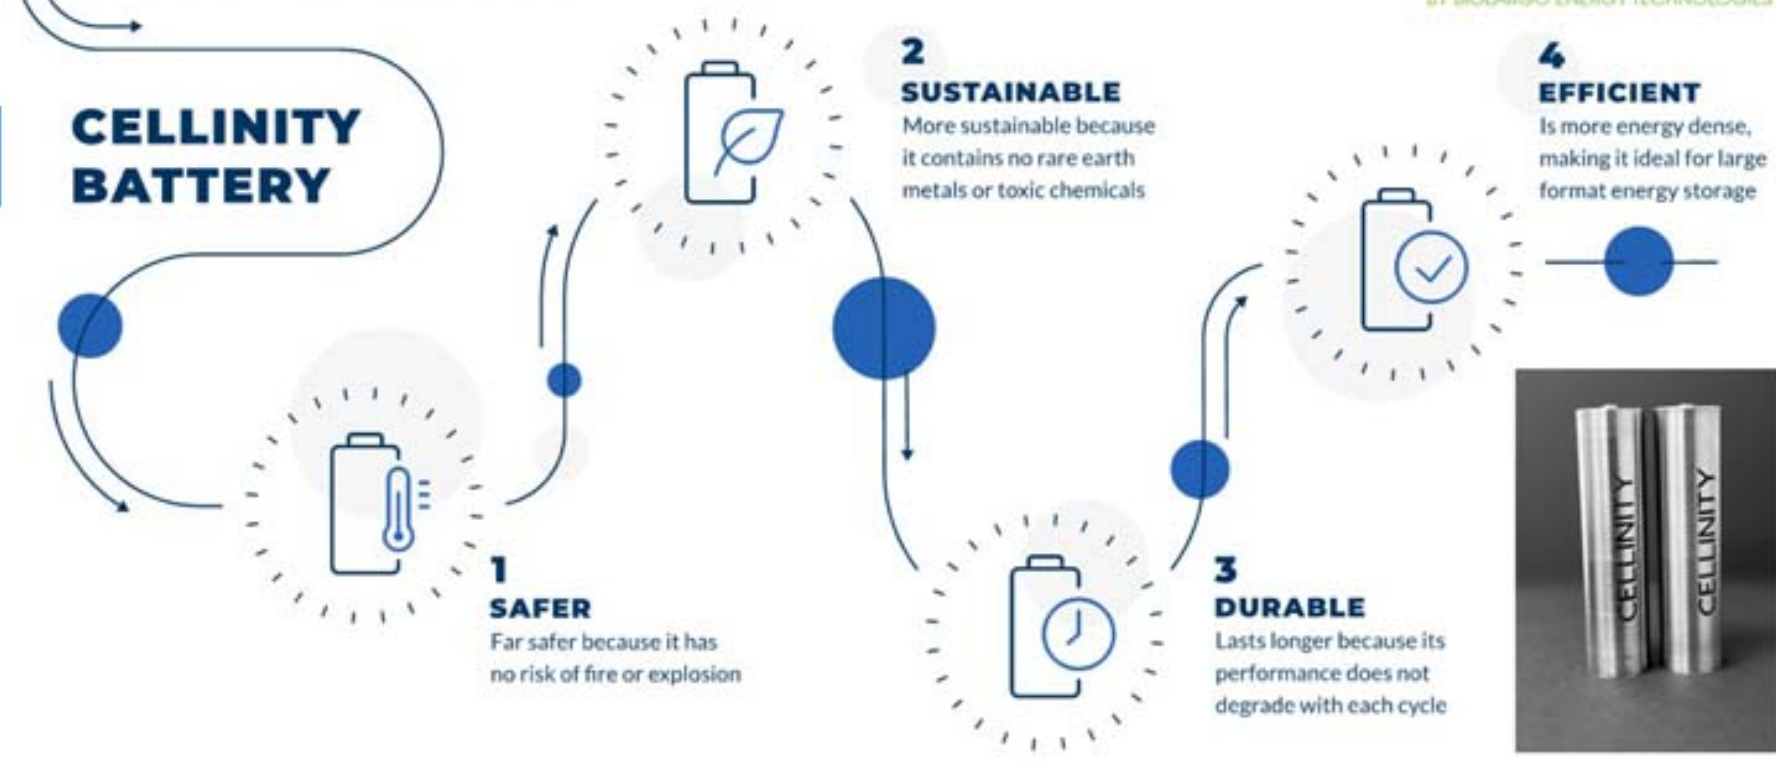 CELLINITY
BATTERY
1
SAFER
Far safer because it has
no risk of fire or explosion
2
SUSTAINABLE
More sustainable because
it contains no rare earth
metals or toxic chemicals
3
DURABLE
Lasts longer because its
performance does not
degrade with each cycle
4
EFFICIENT
Is more energy dense,
making it ideal for large
format energy storage
CELLINITY
CELLINITY